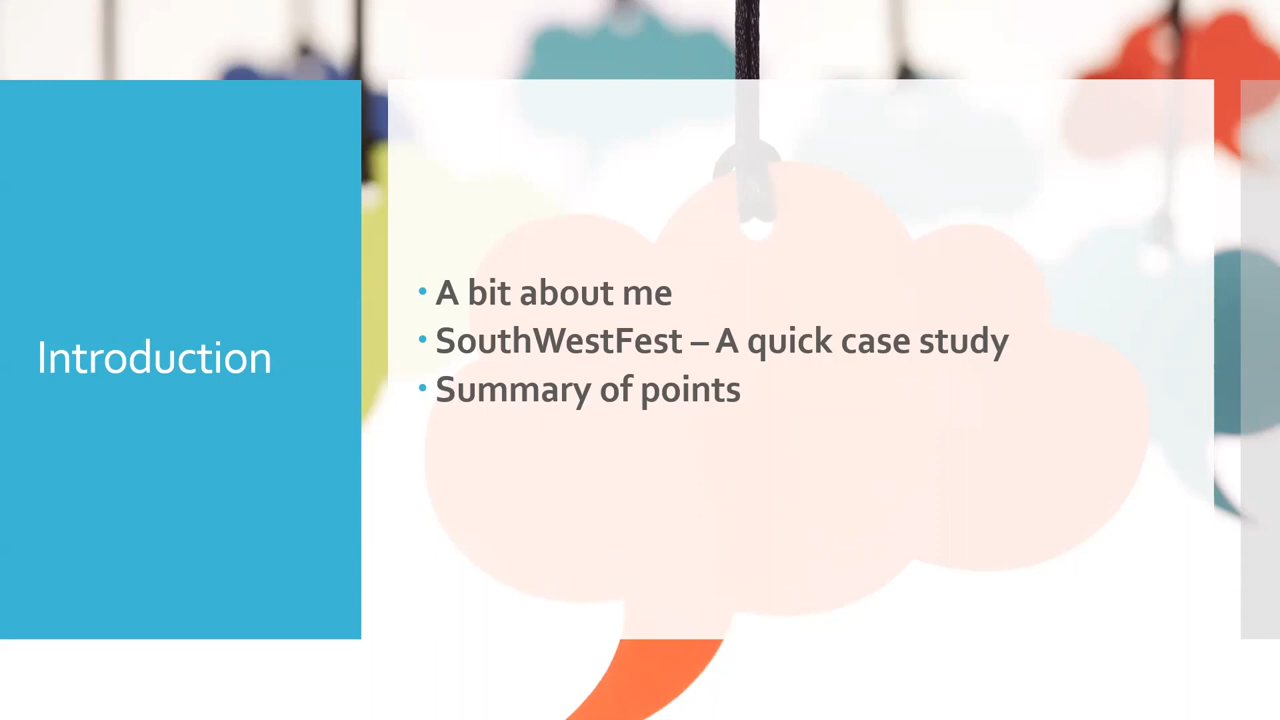 Introduction
• A bit about me
• SouthWestFest – A quick case study
• Summary of points